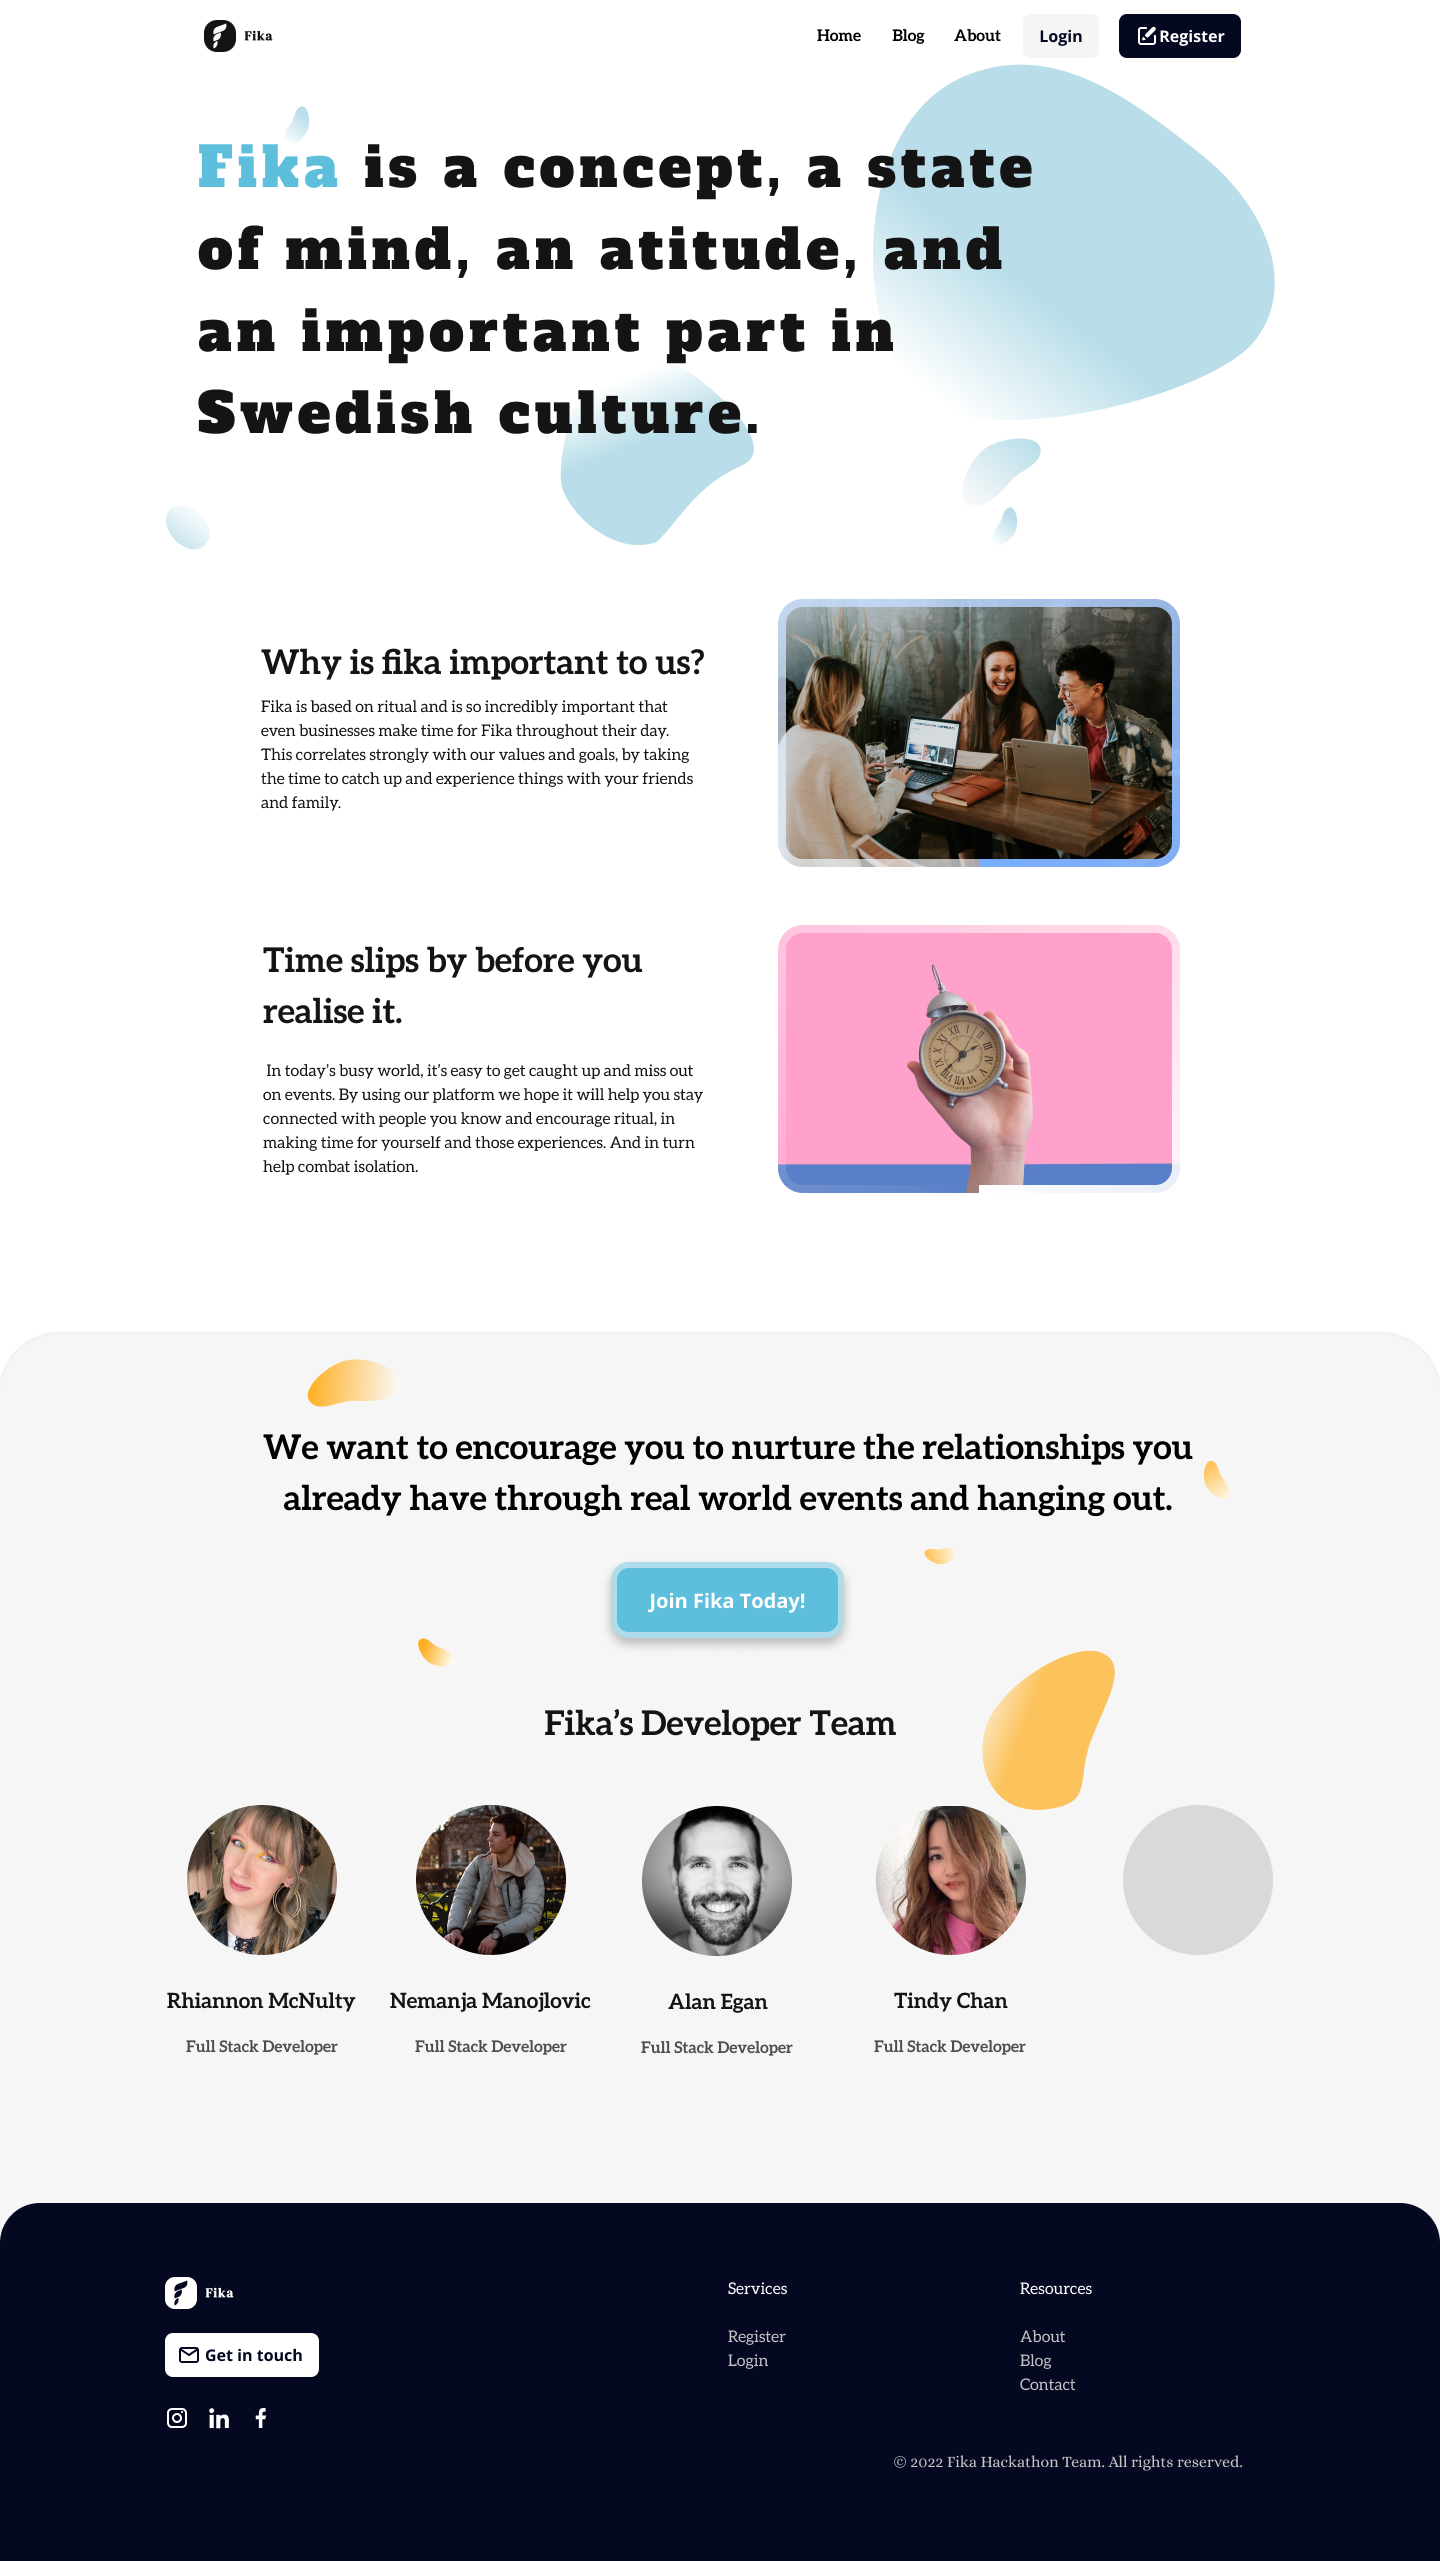 Fika
Home
Blog
About
Login
Register
Fika is a concept, a state
of mind, an atitude, and
an important part in
Swedish culture.
Why is fika important to us?
Fika is based on ritual and is so incredibly important that
even businesses make time for Fika throughout their day.
This correlates strongly with our values and goals, by taking
the time to catch up and experience things with your friends
and family.
Time slips by before you
realise it.
In today’s busy world, it’s easy to get caught up and miss out
on events. By using our platform we hope it will help you stay
connected with people you know and encourage ritual, in
making time for yourself and those experiences. And in turn
help combat isolation.
We want to encourage you to nurture the relationships you
already have through real world events and hanging out.
Join Fika Today!
Fika’s Developer Team
Rhiannon McNulty
Full Stack Developer
Nemanja Manojlovic
Full Stack Developer
Alan Egan
Full Stack Developer
Tindy Chan
Full Stack Developer
Fika
Get in touch
Services
Register
Login
Resources
About
Blog
Contact
© 2022 Fika Hackathon Team. All rights reserved.